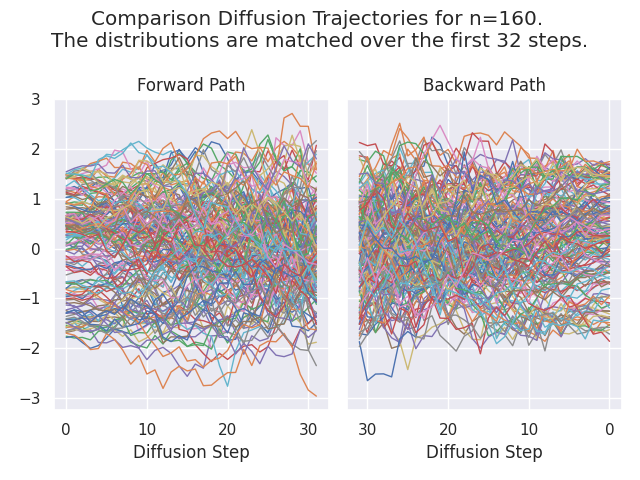 Comparison Diffusion Trajectories for n=160.
The distributions are matched over the first 32 steps.
Forward Path
Backward Path
3
2
1
0
−1
−2
−3
0 10 20 30
30 20 10 0
Diffusion Step
Diffusion Step